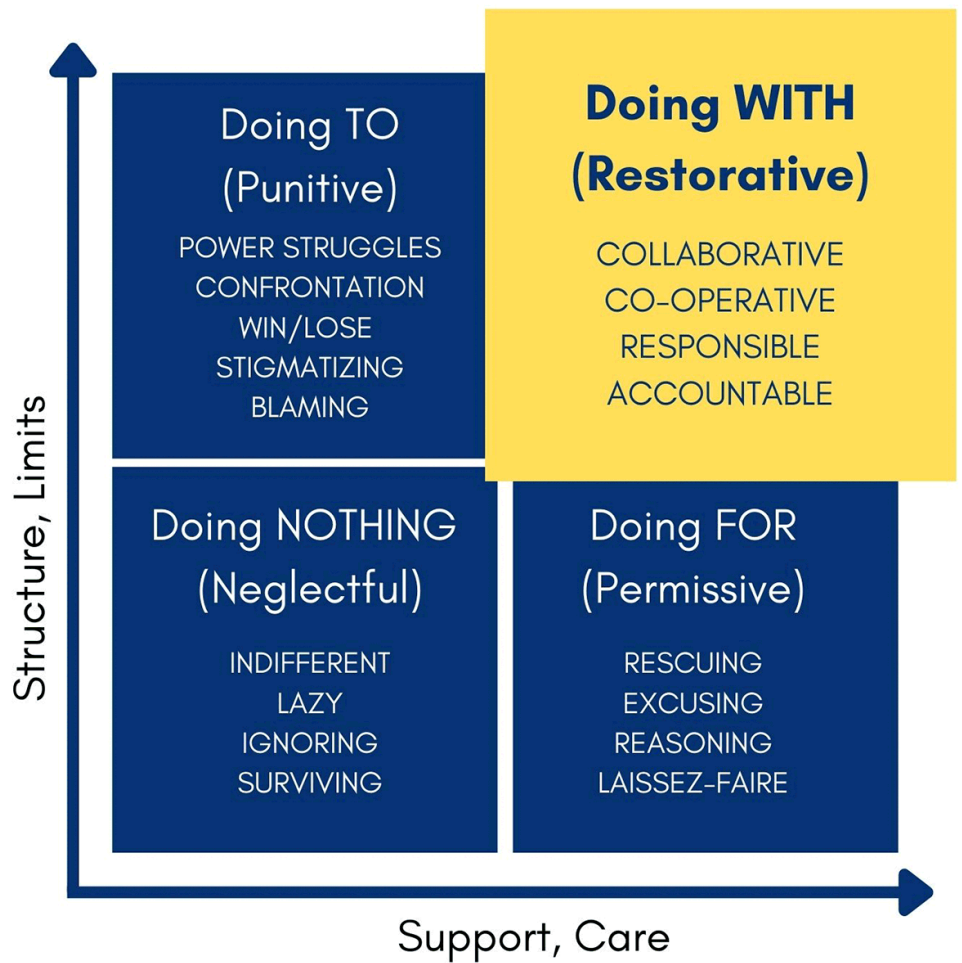 Doing TO
(Punitive)
POWER STRUGGLES
CONFRONTATION
WIN/LOSE
STIGMATIZING
BLAMING
Doing WITH
(Restorative)
COLLABORATIVE
CO-OPERATIVE
RESPONSIBLE
ACCOUNTABLE
Doing NOTHING
(Neglectful)
INDIFFERENT
LAZY
IGNORING
SURVIVING
Doing FOR
(Permissive)
RESCUING
EXCUSING
REASONING
LAISSEZ-FAIRE
Structure, Limits
Support, Care